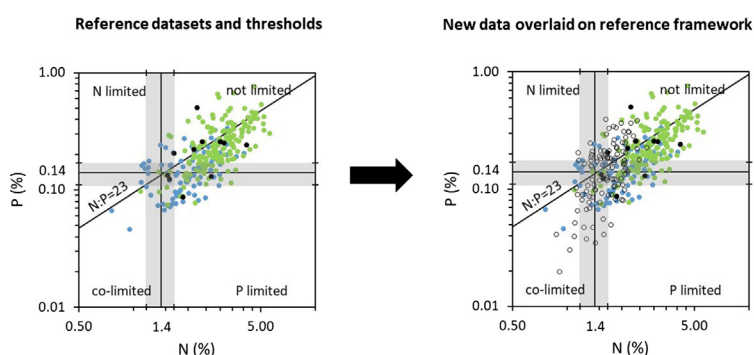 Reference datasets and thresholds
New data overlaid on reference framework
1.00
N limited
not limited
0.14
0.10
P (%)
N:P=23
co-limited
P limited
0.01
0.50
1.4
5.00
N (%)
1.00
N limited
not limited
0.14
0.10
P (%)
N:P=23
co-limited
P limited
0.01
0.50
1.4
5.00
N (%)